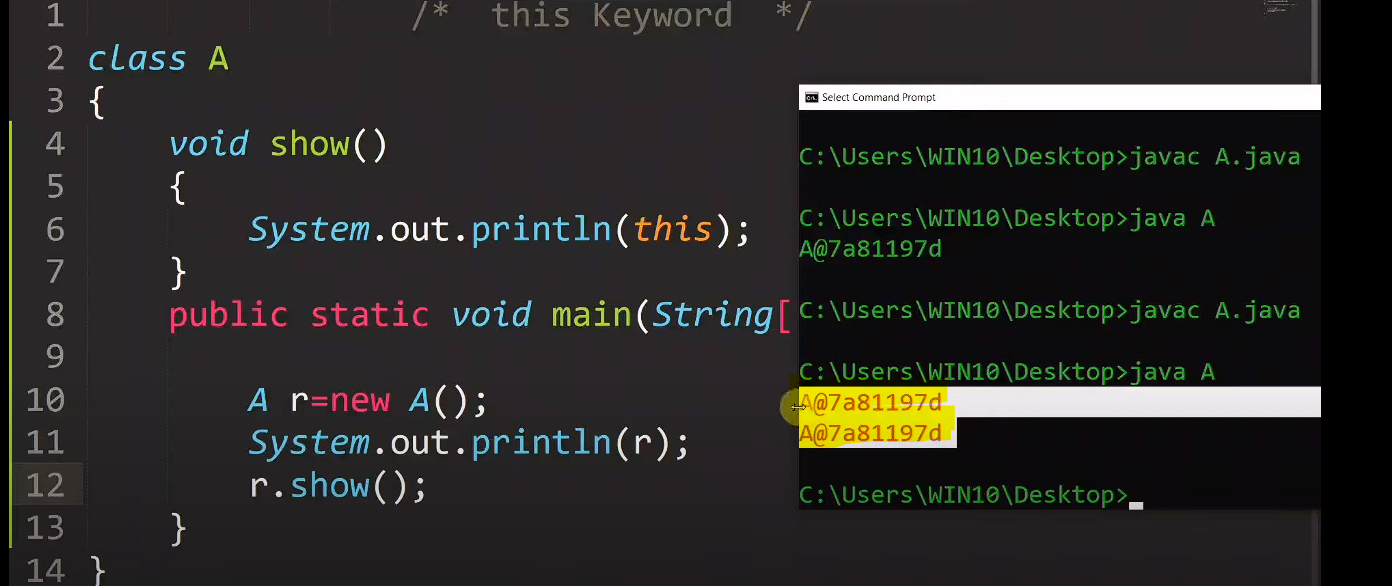 1 /* this Keyword */
2 class A
3 {
4 void show()
5 {
6 System.out.println(this);
7 }
8 public static void main(String[
9
10 A r=new A();
11 System.out.println(r);
12 r.show();
13 }
14 }
Select Command Prompt
C:\Users\WIN10\Desktop>javac A.java
C:\Users\WIN10\Desktop>java A
A@7a81197d
C:\Users\WIN10\Desktop>javac A.java
C:\Users\WIN10\Desktop>java A
A@7a81197d
A@7a81197d
C:\Users\WIN10\Desktop>